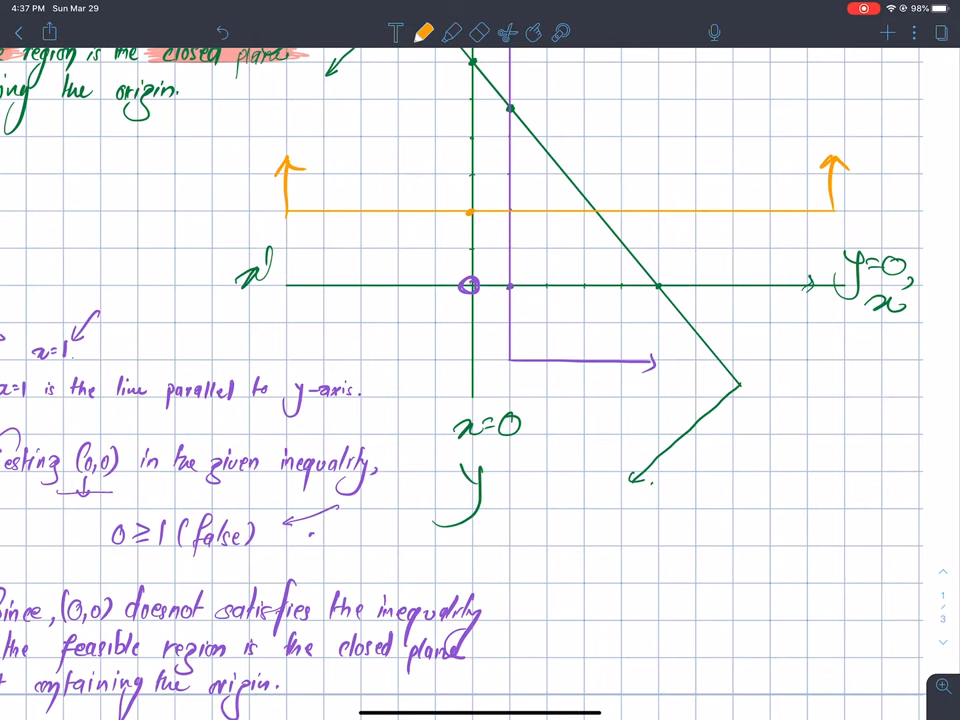 4:37 PM Sun Mar 29
98%
region is the closed plane
the origin.
x'
y=0,
x
x=1.
x=1 is the line parallel to y-axis.
x=0
y
(0,0) in the given inequality,
0≥1 (false)
(0,0) doesnot satisfies the inequality
the feasible region is the closed plane
containing the origin.
1
/
3